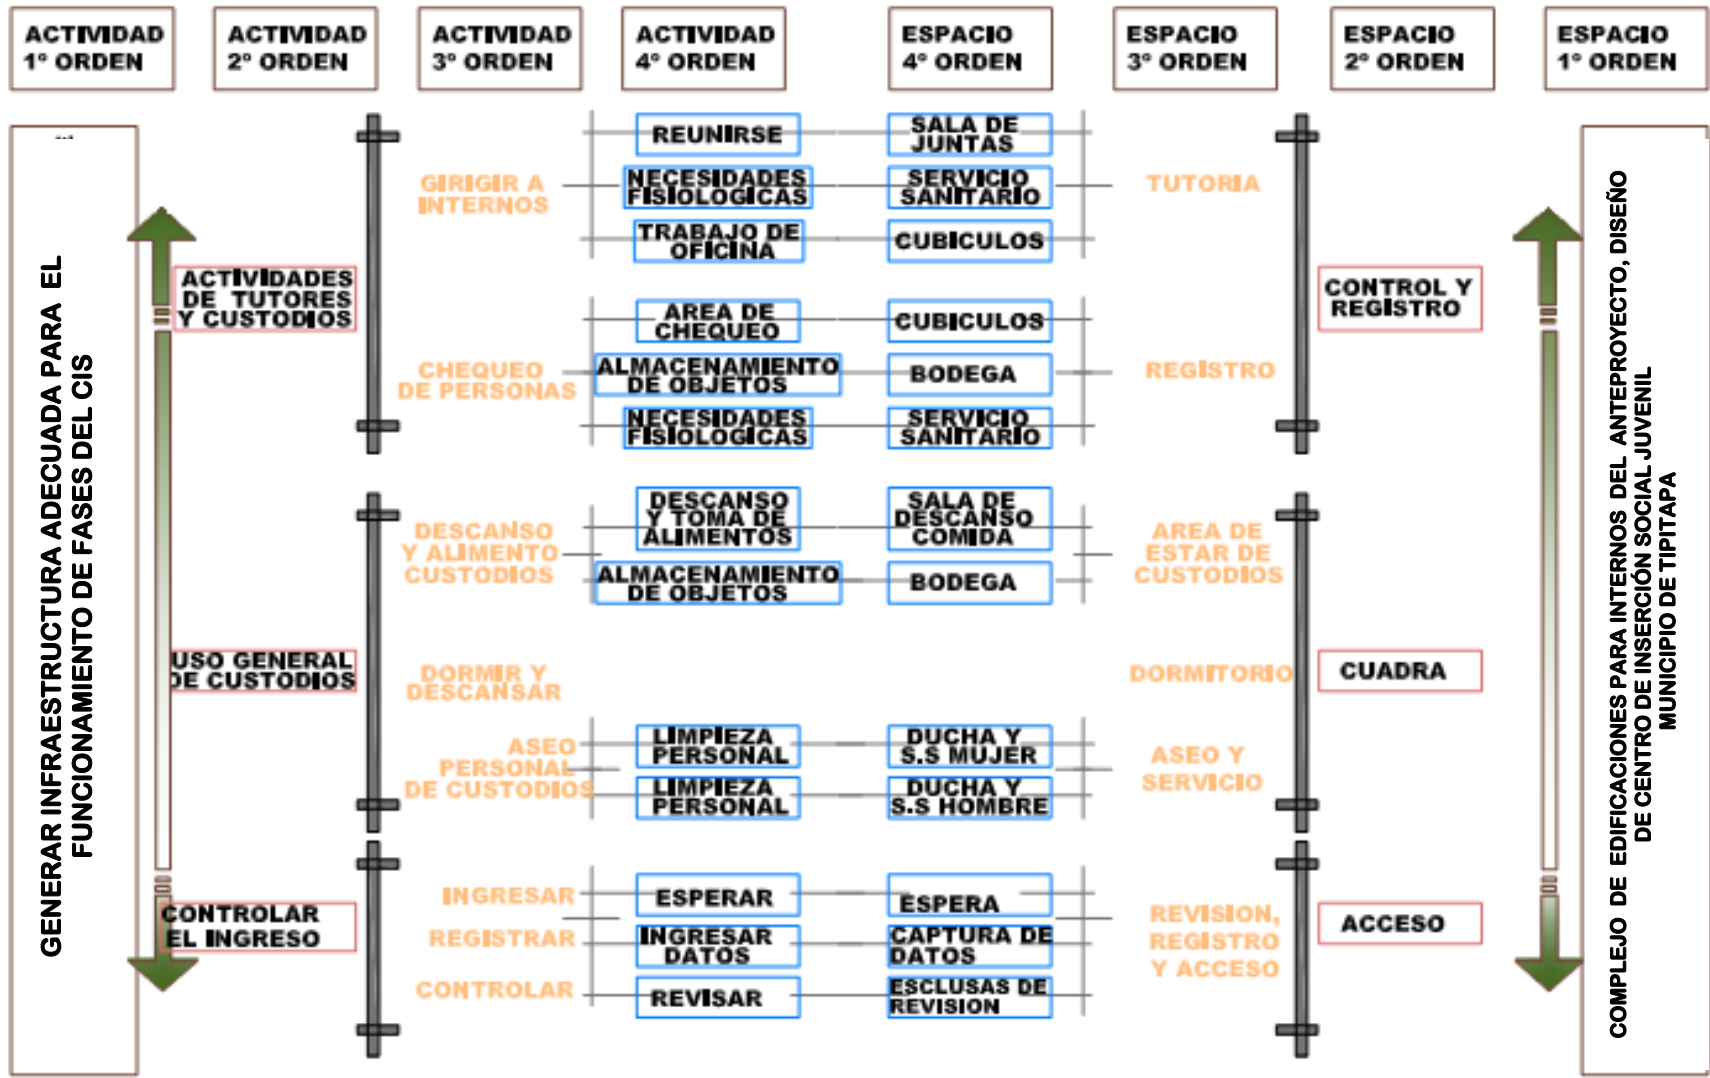 ACTIVIDAD
1° ORDEN
ACTIVIDAD
2° ORDEN
ACTIVIDAD
3° ORDEN
ACTIVIDAD
4° ORDEN
ESPACIO
4° ORDEN
ESPACIO
3° ORDEN
ESPACIO
2° ORDEN
ESPACIO
1° ORDEN
GENERAR INFRAESTRUCTURA ADECUADA PARA EL
FUNCIONAMIENTO DE FASES DEL CIS
ACTIVIDADES
DE TUTORES
Y CUSTODIOS
GIRIGIR A
INTERNOS
REUNIRSE
SALA DE
JUNTAS
NECESIDADES
FISIOLOGICAS
SERVICIO
SANITARIO
TRABAJO DE
OFICINA
CUBICULOS
TUTORIA
CHEQUEO
DE PERSONAS
AREA DE
CHEQUEO
CUBICULOS
ALMACENAMIENTO
DE OBJETOS
BODEGA
NECESIDADES
FISIOLOGICAS
SERVICIO
SANITARIO
REGISTRO
CONTROL Y
REGISTRO
USO GENERAL
DE CUSTODIOS
DESCANSO
Y ALIMENTO
CUSTODIOS
DESCANSO
Y TOMA DE
ALIMENTOS
SALA DE
DESCANSO
COMIDA
ALMACENAMIENTO
DE OBJETOS
BODEGA
AREA DE
ESTAR DE
CUSTODIOS
DORMIR Y
DESCANSAR
DORMITORIO
CUADRA
ASEO
PERSONAL
DE CUSTODIOS
LIMPIEZA
PERSONAL
DUCHA Y
S.S MUJER
LIMPIEZA
PERSONAL
DUCHA Y
S.S HOMBRE
ASEO Y
SERVICIO
CONTROLAR
EL INGRESO
INGRESAR
REGISTRAR
CONTROLAR
ESPERAR
ESPERA
INGRESAR
DATOS
CAPTURA DE
DATOS
REVISAR
ESCLUSAS DE
REVISION
REVISION,
REGISTRO
Y ACCESO
ACCESO
COMPLEJO DE EDIFICACIONES PARA INTERNOS DEL ANTEPROYECTO, DISEÑO
DE CENTRO DE INSERCIÓN SOCIAL JUVENIL
MUNICIPIO DE TIPITAPA